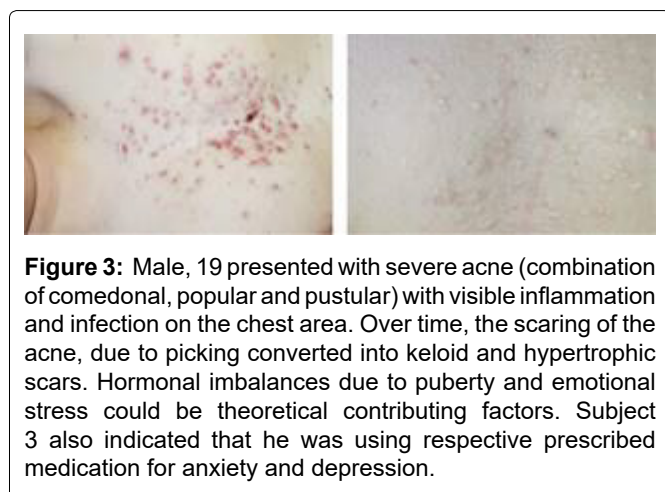 Figure 3: Male, 19 presented with severe acne (combination
of comedonal, popular and pustular) with visible inflammation
and infection on the chest area. Over time, the scaring of the
acne, due to picking converted into keloid and hypertrophic
scars. Hormonal imbalances due to puberty and emotional
stress could be theoretical contributing factors. Subject
3 also indicated that he was using respective prescribed
medication for anxiety and depression.